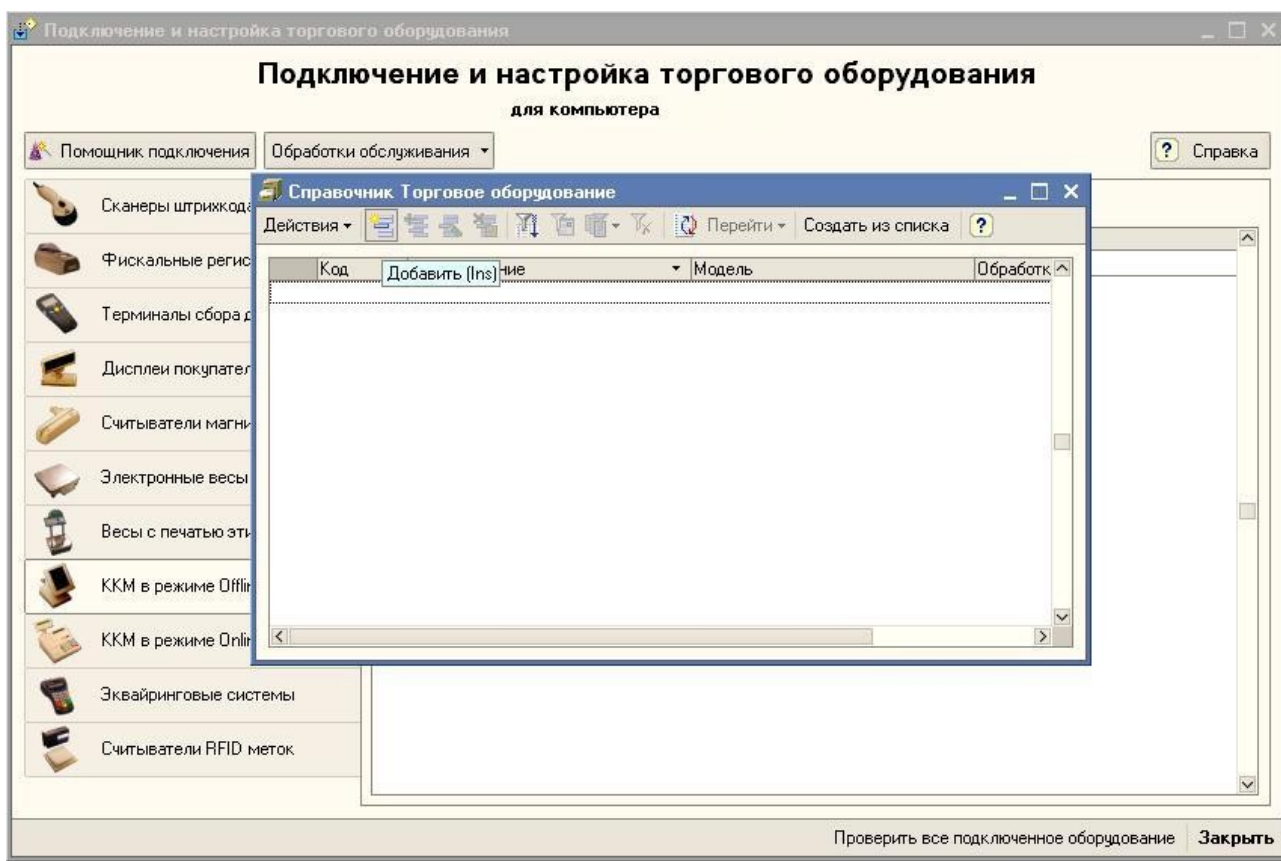 Подключение и настройка торгового оборудования
Подключение и настройка торгового оборудования
для компьютера
Помощник подключения
Обработки обслуживания
? Справка
Сканеры штрихкода
Фискальные регис
Терминалы сбора д
Дисплеи покупател
Считыватели магни
Электронные весы
Весы с печатью эти
ККМ в режиме Offlin
ККМ в режиме Onlin
Эквайринговые системы
Считыватели RFID меток
Справочник Торговое оборудование
Действия Перейти Создать из списка ?
Код ние Модель Обработк
Добавить (Ins)
Проверить все подключенное оборудование Закрыть